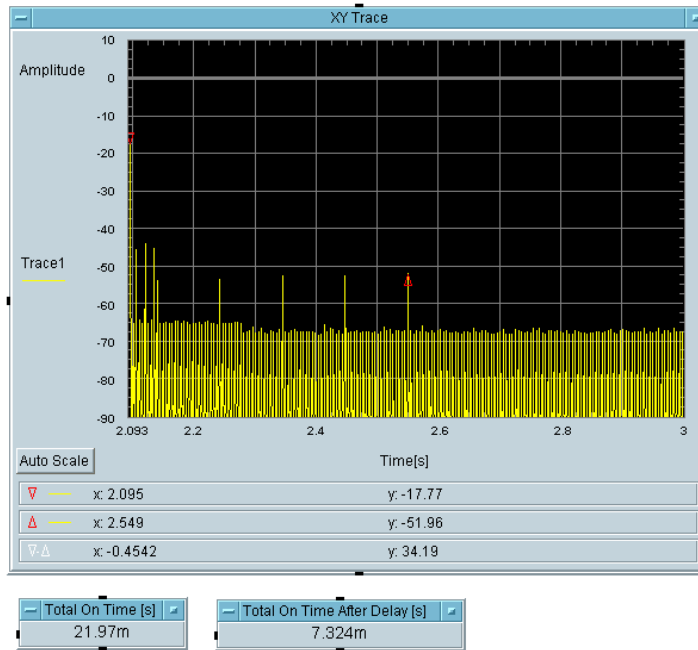 XY Trace
Amplitude
10
0
-10
-20
-30
-40
-50
-60
-70
-80
-90
Trace1
2.093 2.2 2.4 2.6 2.8 3
Auto Scale Time[s]
x: 2.095 y: -17.77
x: 2.549 y: -51.96
x: -0.4542 y: 34.19
Total On Time [s] Total On Time After Delay [s]
21.97m 7.324m